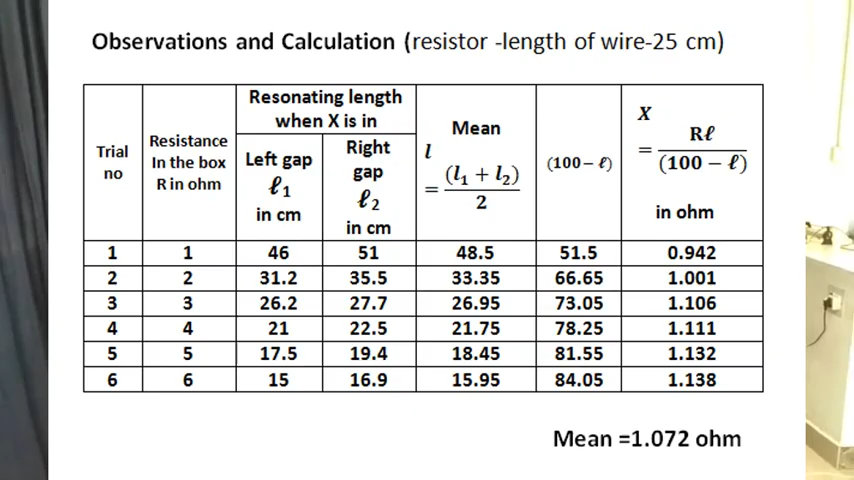 Observations and Calculation (resistor -length of wire-25 cm)
Trial no
Resistance In the box R in ohm
Resonating length when X is in
Left gap ℓ₁ in cm
Right gap ℓ₂ in cm
Mean l = (l₁ + l₂) / 2
(100 − ℓ)
X = Rℓ / (100 − ℓ) in ohm
1 1 46 51 48.5 51.5 0.942
2 2 31.2 35.5 33.35 66.65 1.001
3 3 26.2 27.7 26.95 73.05 1.106
4 4 21 22.5 21.75 78.25 1.111
5 5 17.5 19.4 18.45 81.55 1.132
6 6 15 16.9 15.95 84.05 1.138
Mean =1.072 ohm